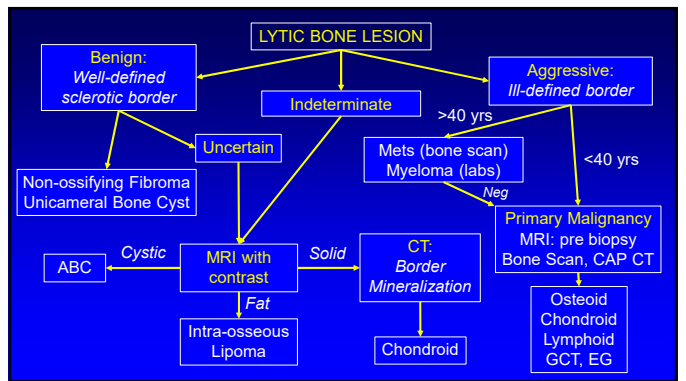 LYTIC BONE LESION
Benign:
Well-defined
sclerotic border
Indeterminate
Aggressive:
Ill-defined border
>40 yrs
<40 yrs
Uncertain
Mets (bone scan)
Myeloma (labs)
Neg
Non-ossifying Fibroma
Unicameral Bone Cyst
Primary Malignancy
MRI: pre biopsy
Bone Scan, CAP CT
ABC
Cystic
MRI with
contrast
Solid
CT:
Border
Mineralization
Fat
Intra-osseous
Lipoma
Chondroid
Osteoid
Chondroid
Lymphoid
GCT, EG